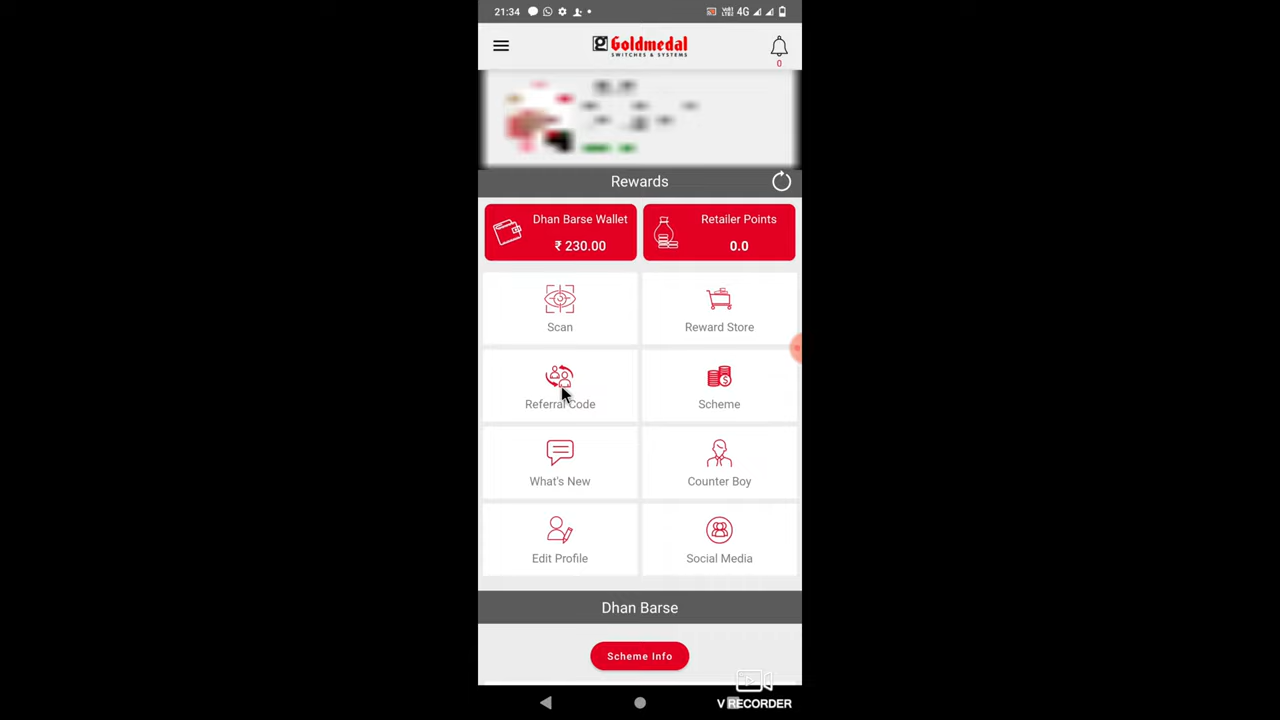 21:34
4G
Goldmedal
SWITCHES & SYSTEMS
0
Rewards
Dhan Barse Wallet
₹ 230.00
Retailer Points
0.0
Scan
Reward Store
Referral Code
Scheme
What's New
Counter Boy
Edit Profile
Social Media
Dhan Barse
Scheme Info
V RECORDER